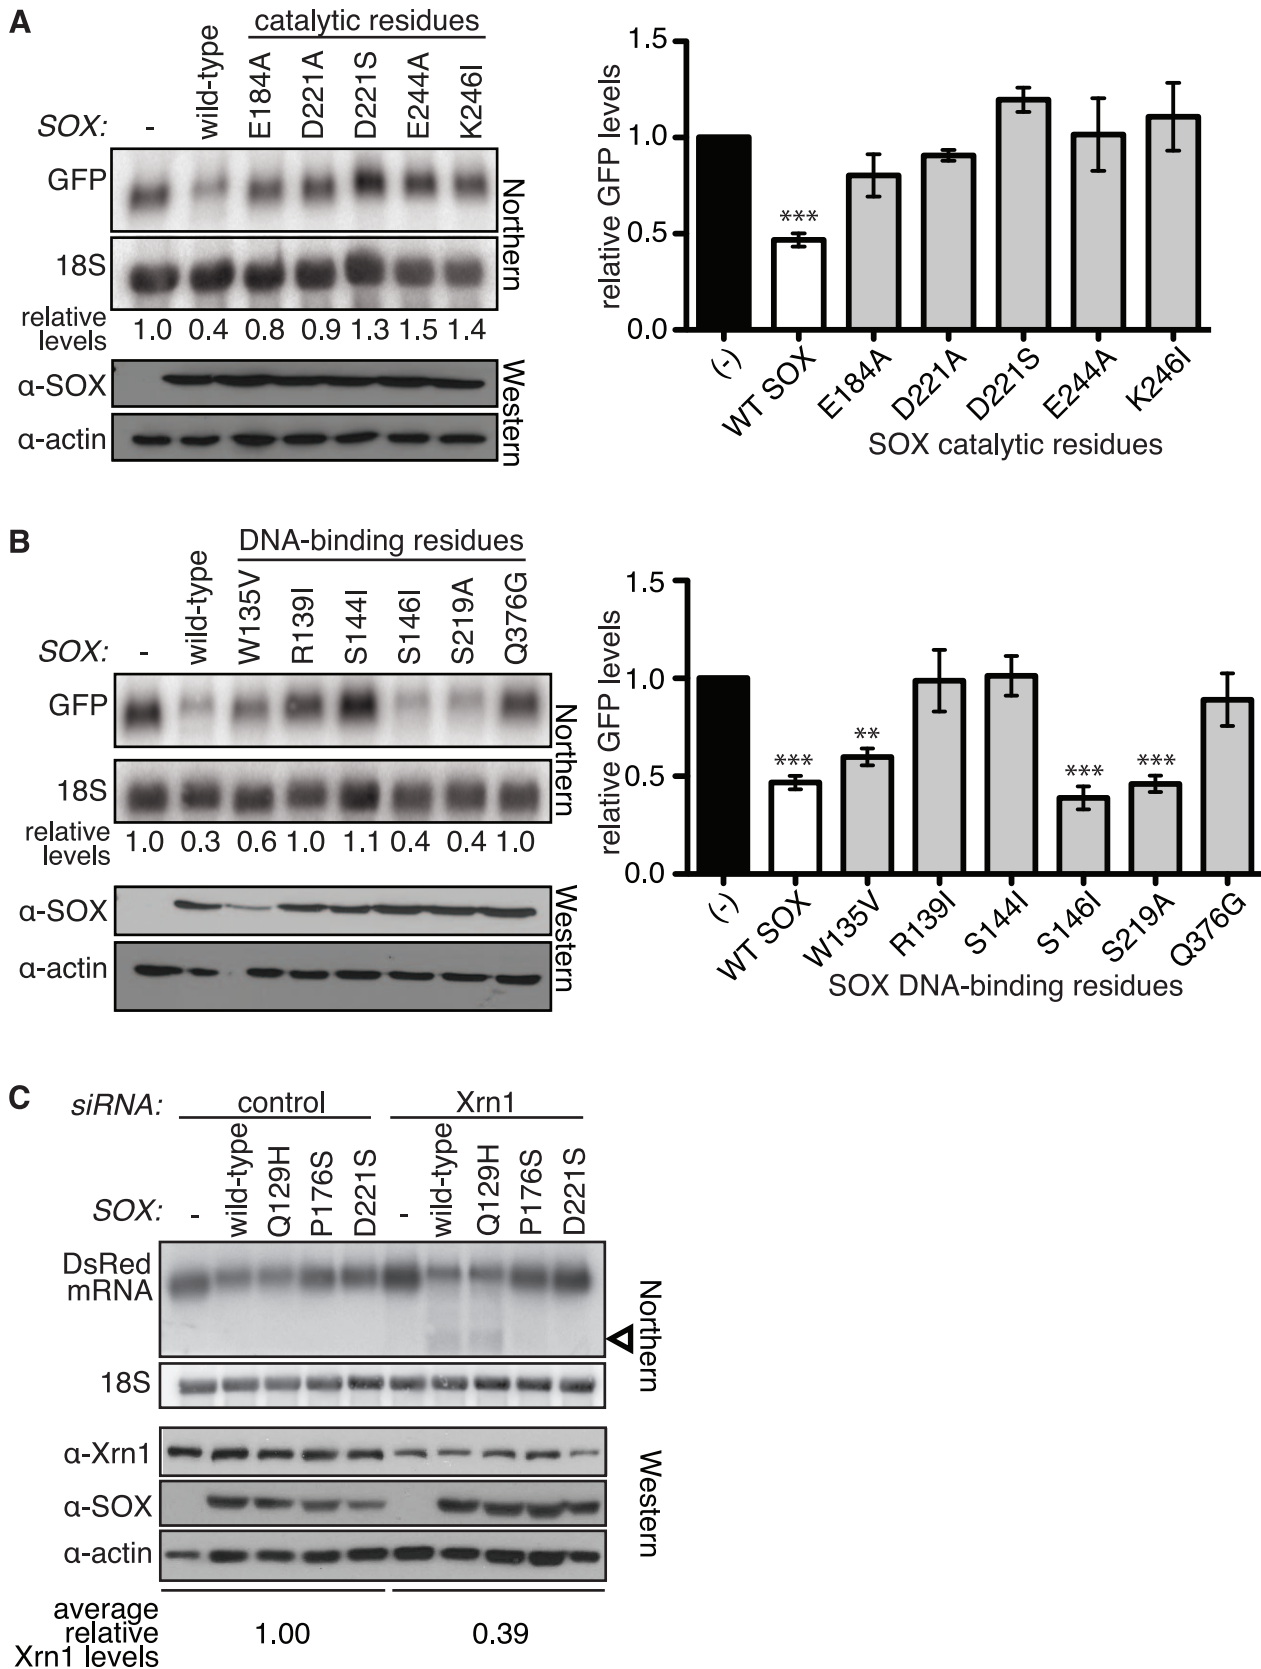 A
catalytic residues
SOX: - wild-type E184A D221A D221S E244A K246I
GFP
Northern
18S
relative levels 1.0 0.4 0.8 0.9 1.3 1.5 1.4
α-SOX
Western
α-actin
relative GFP levels
1.5
1.0
0.5
0.0
***
(-) WT SOX E184A D221A D221S E244A K246I
SOX catalytic residues
B
DNA-binding residues
SOX: - wild-type W135V R139I S144I S146I S219A Q376G
GFP
Northern
18S
relative levels 1.0 0.3 0.6 1.0 1.1 0.4 0.4 1.0
α-SOX
Western
α-actin
relative GFP levels
1.5
1.0
0.5
0.0
*** ** *** ***
(-) WT SOX W135V R139I S144I S146I S219A Q376G
SOX DNA-binding residues
C
siRNA: control Xrn1
SOX: - wild-type Q129H P176S D221S - wild-type Q129H P176S D221S
DsRed
mRNA
Northern
18S
α-Xrn1
α-SOX
Western
α-actin
average
relative
Xrn1 levels
1.00 0.39